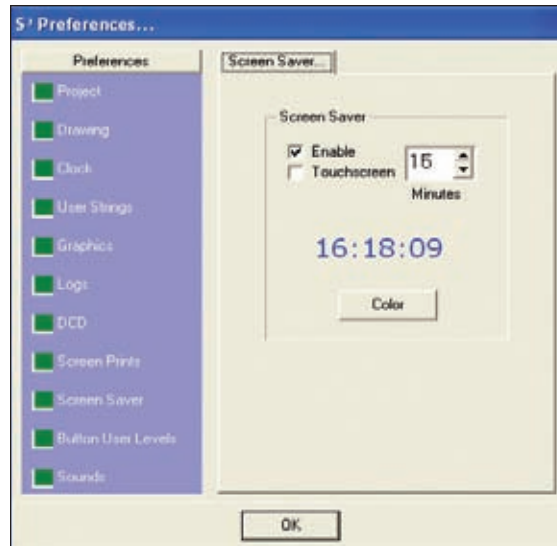 S³ Preferences...
Preferences
Project
Drawing
Clock
User Strings
Graphics
Logs
DCD
Screen Prints
Screen Saver
Button User Levels
Sounds
Screen Saver...
Screen Saver
Enable
Touchscreen
15
Minutes
16:18:09
Color
OK